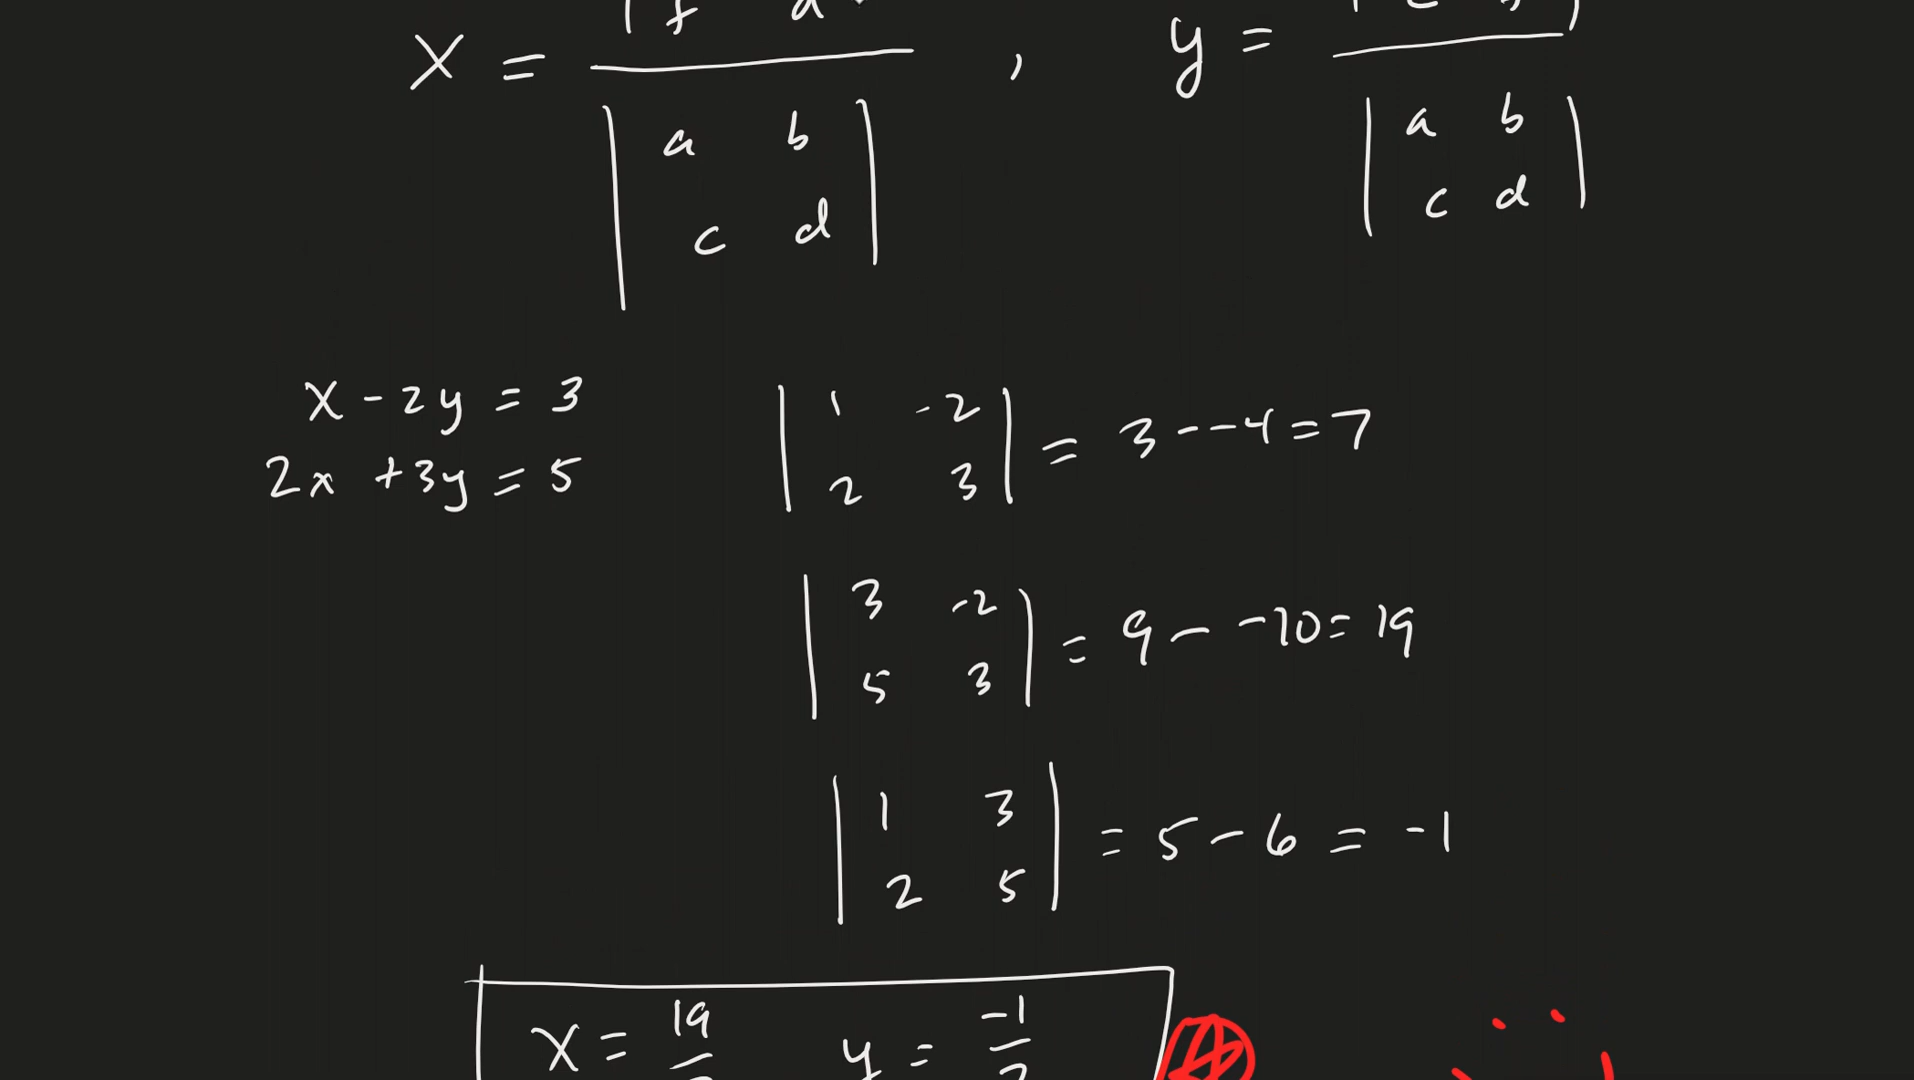 x = | f d , y =
| a b | | a b |
| c d | | c d |
x - 2y = 3
2x + 3y = 5
| 1 -2 | = 3 - -4 = 7
| 2 3 |
| 3 -2 | = 9 - -10 = 19
| 5 3 |
| 1 3 | = 5 - 6 = -1
| 2 5 |
x = 19 y = -1